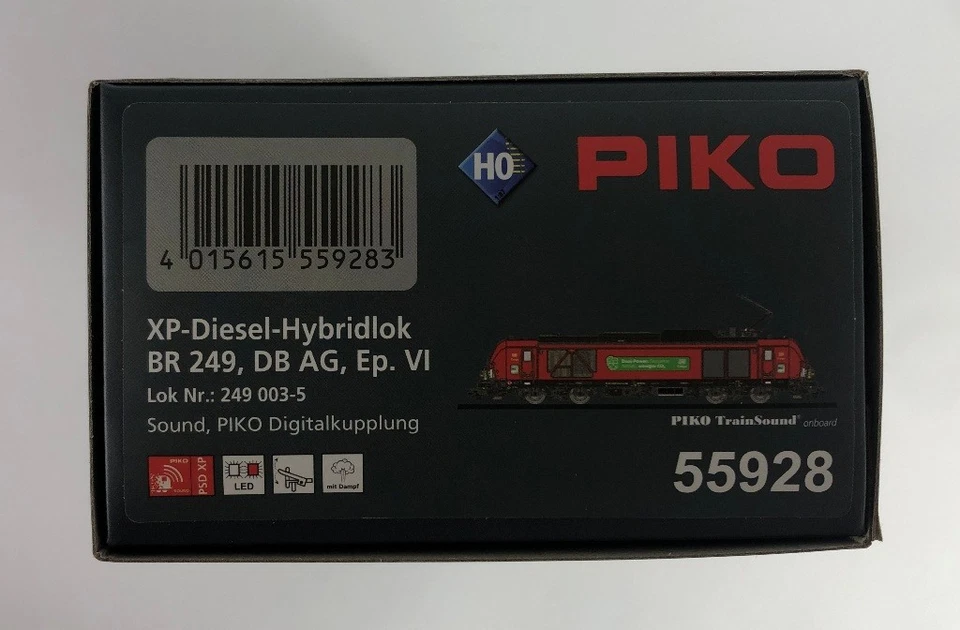 4 015615 559283
H0
PIKO
XP-Diesel-Hybridlok
BR 249, DB AG, Ep. VI
Lok Nr.: 249 003-5
Sound, PIKO Digitalkupplung
PIKO TrainSound® onboard
PIKO
PSD XP
LED
mit Dampf
55928